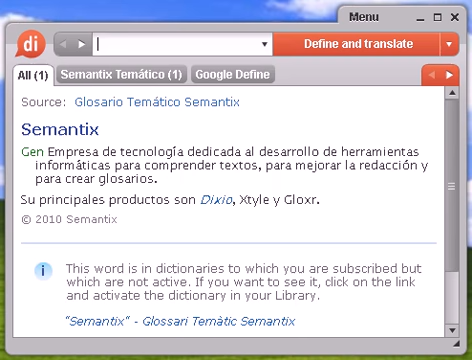 Menu
di
Define and translate
All (1)
Semantix Temático (1)
Google Define
Source: Glosario Temático Semantix
Semantix
Gen Empresa de tecnología dedicada al desarrollo de herramientas
informáticas para comprender textos, para mejorar la redacción y
para crear glosarios.
Su principales productos son Dixio, Xtyle y Gloxr.
© 2010 Semantix
i
This word is in dictionaries to which you are subscribed but
which are not active. If you want to see it, click on the link
and activate the dictionary in your Library.
"Semantix" - Glossari Temàtic Semantix